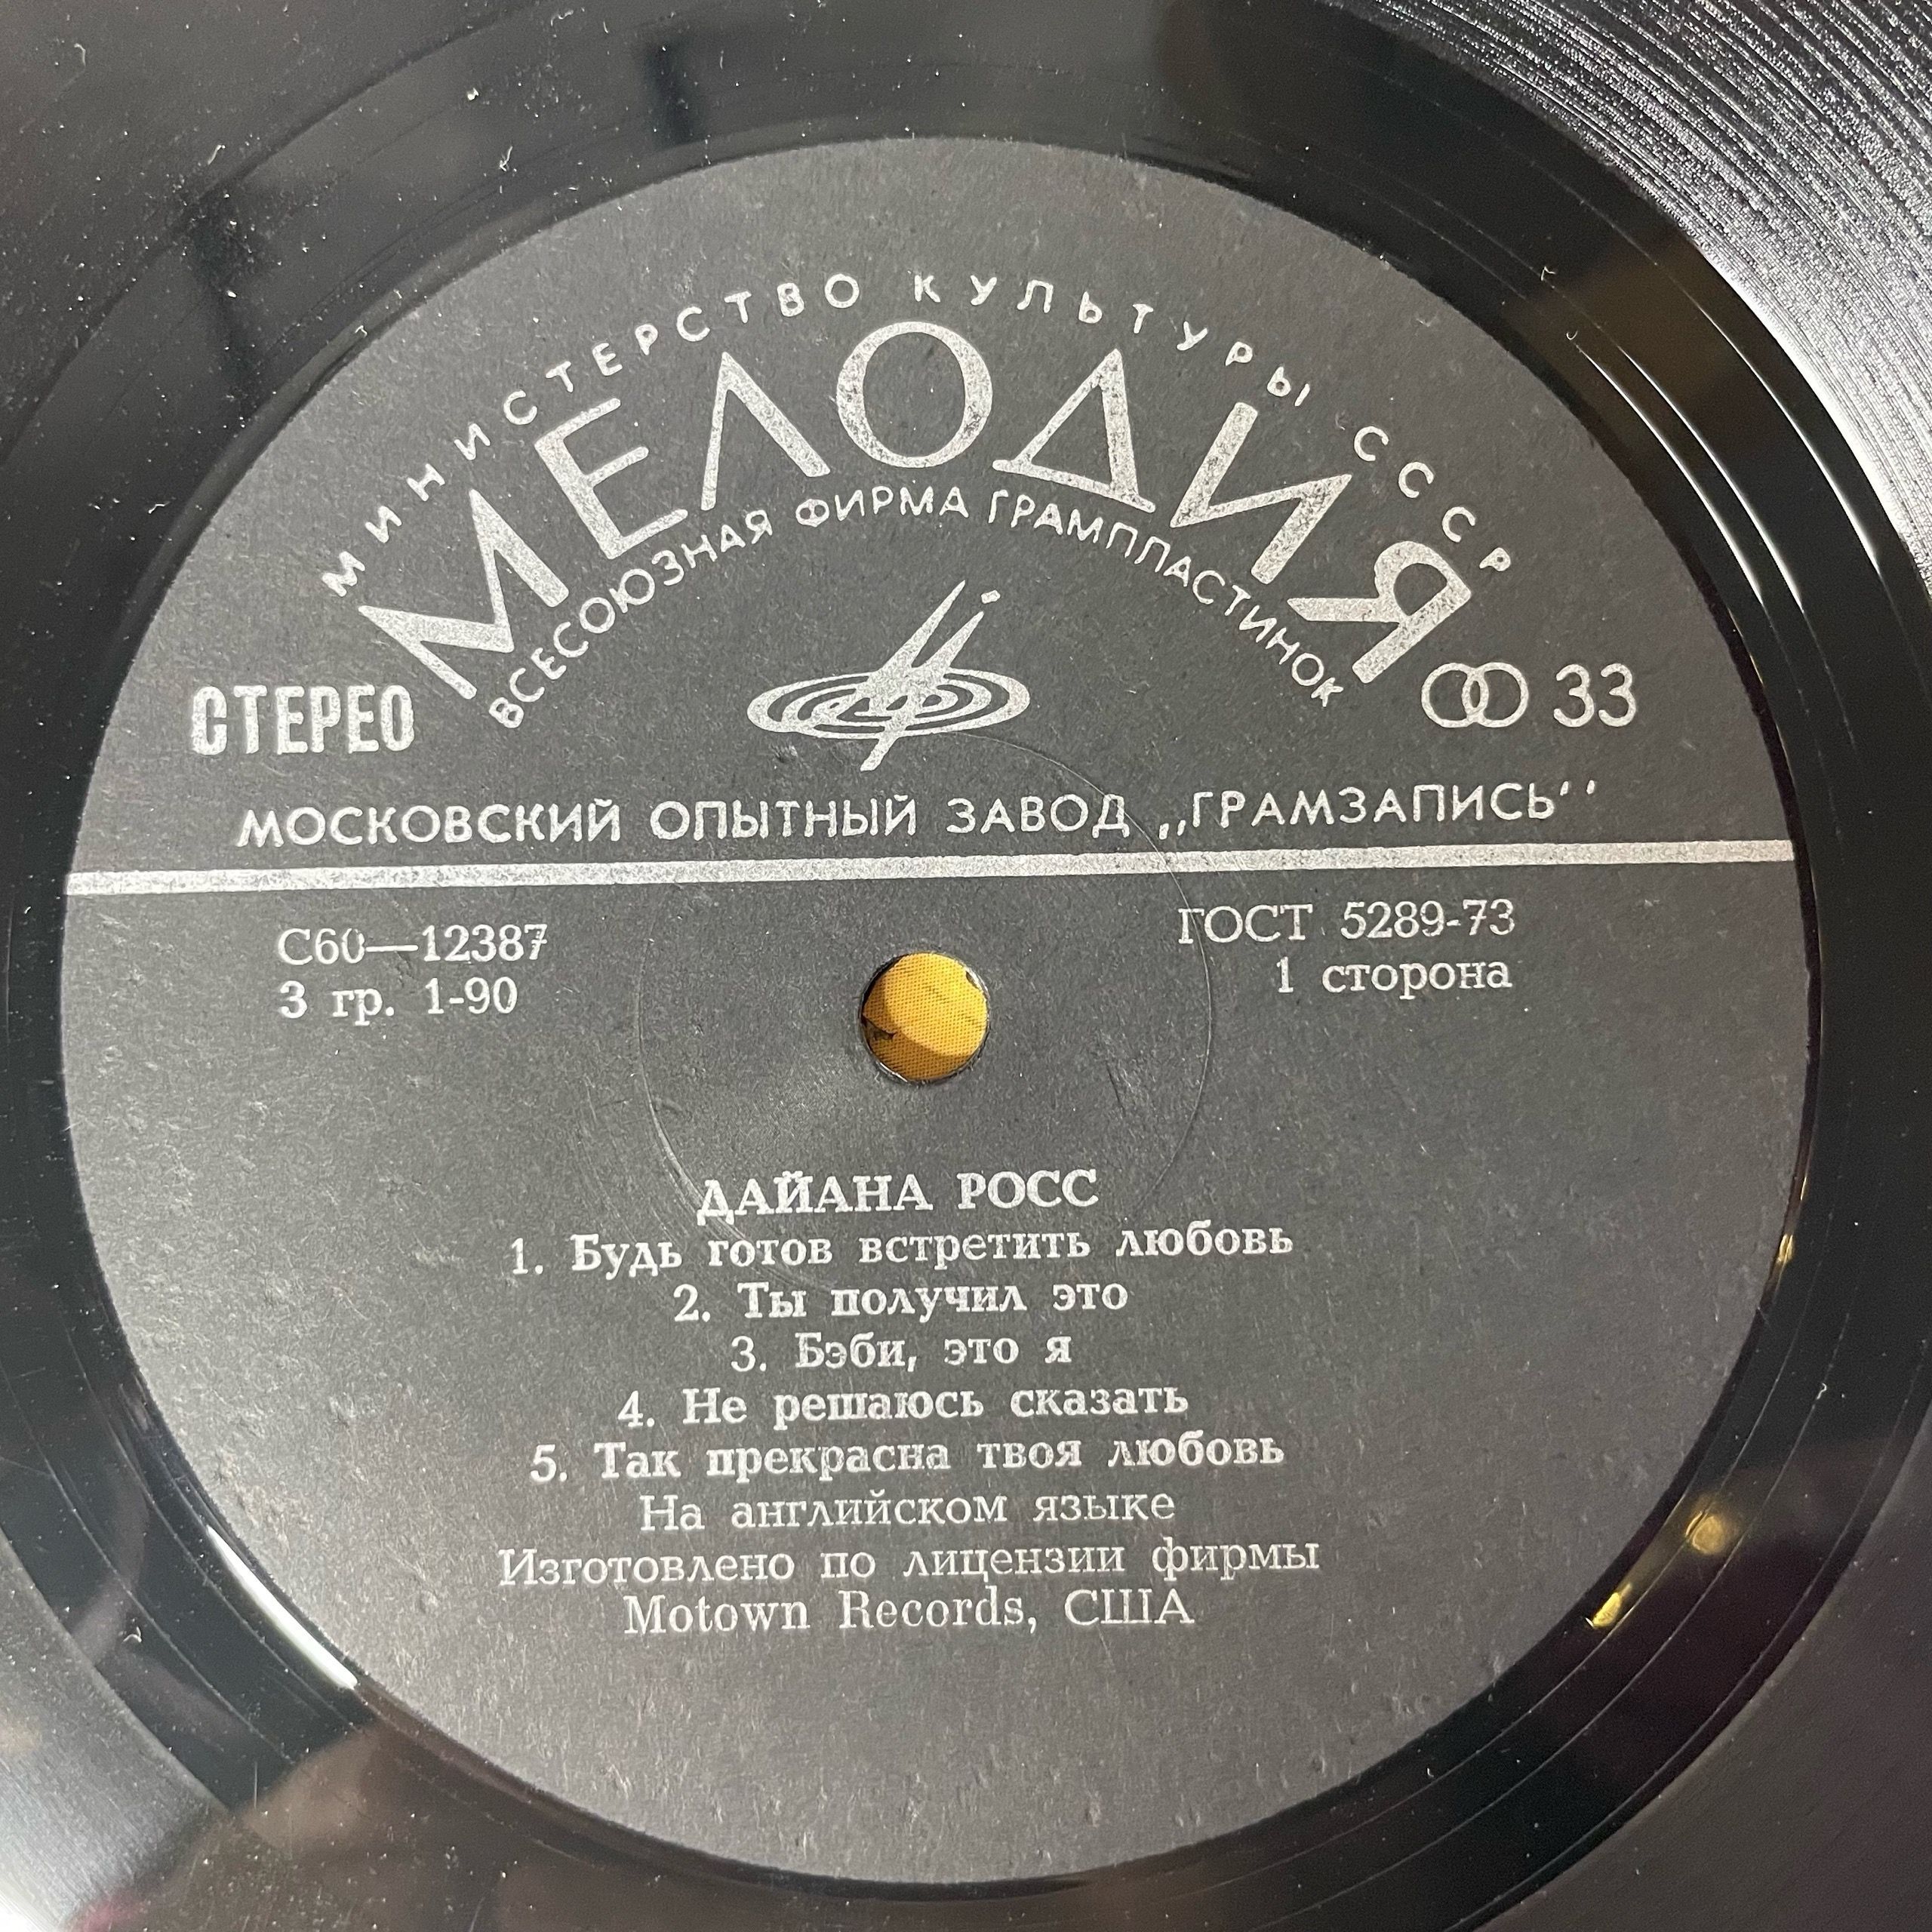 МИНИСТЕРСТВО КУЛЬТУРЫ СССР
МЕЛОДИЯ
ВСЕСОЮЗНАЯ ФИРМА ГРАМПЛАСТИНОК
СТЕРЕО
33
МОСКОВСКИЙ ОПЫТНЫЙ ЗАВОД „ГРАМЗАПИСЬ"
С60—12387
ГОСТ 5289-73
3 гр. 1-90
1 сторона
ДАЙАНА РОСС
1. Будь готов встретить любовь
2. Ты получил это
3. Бэби, это я
4. Не решаюсь сказать
5. Так прекрасна твоя любовь
На английском языке
Изготовлено по лицензии фирмы
Motown Records, США